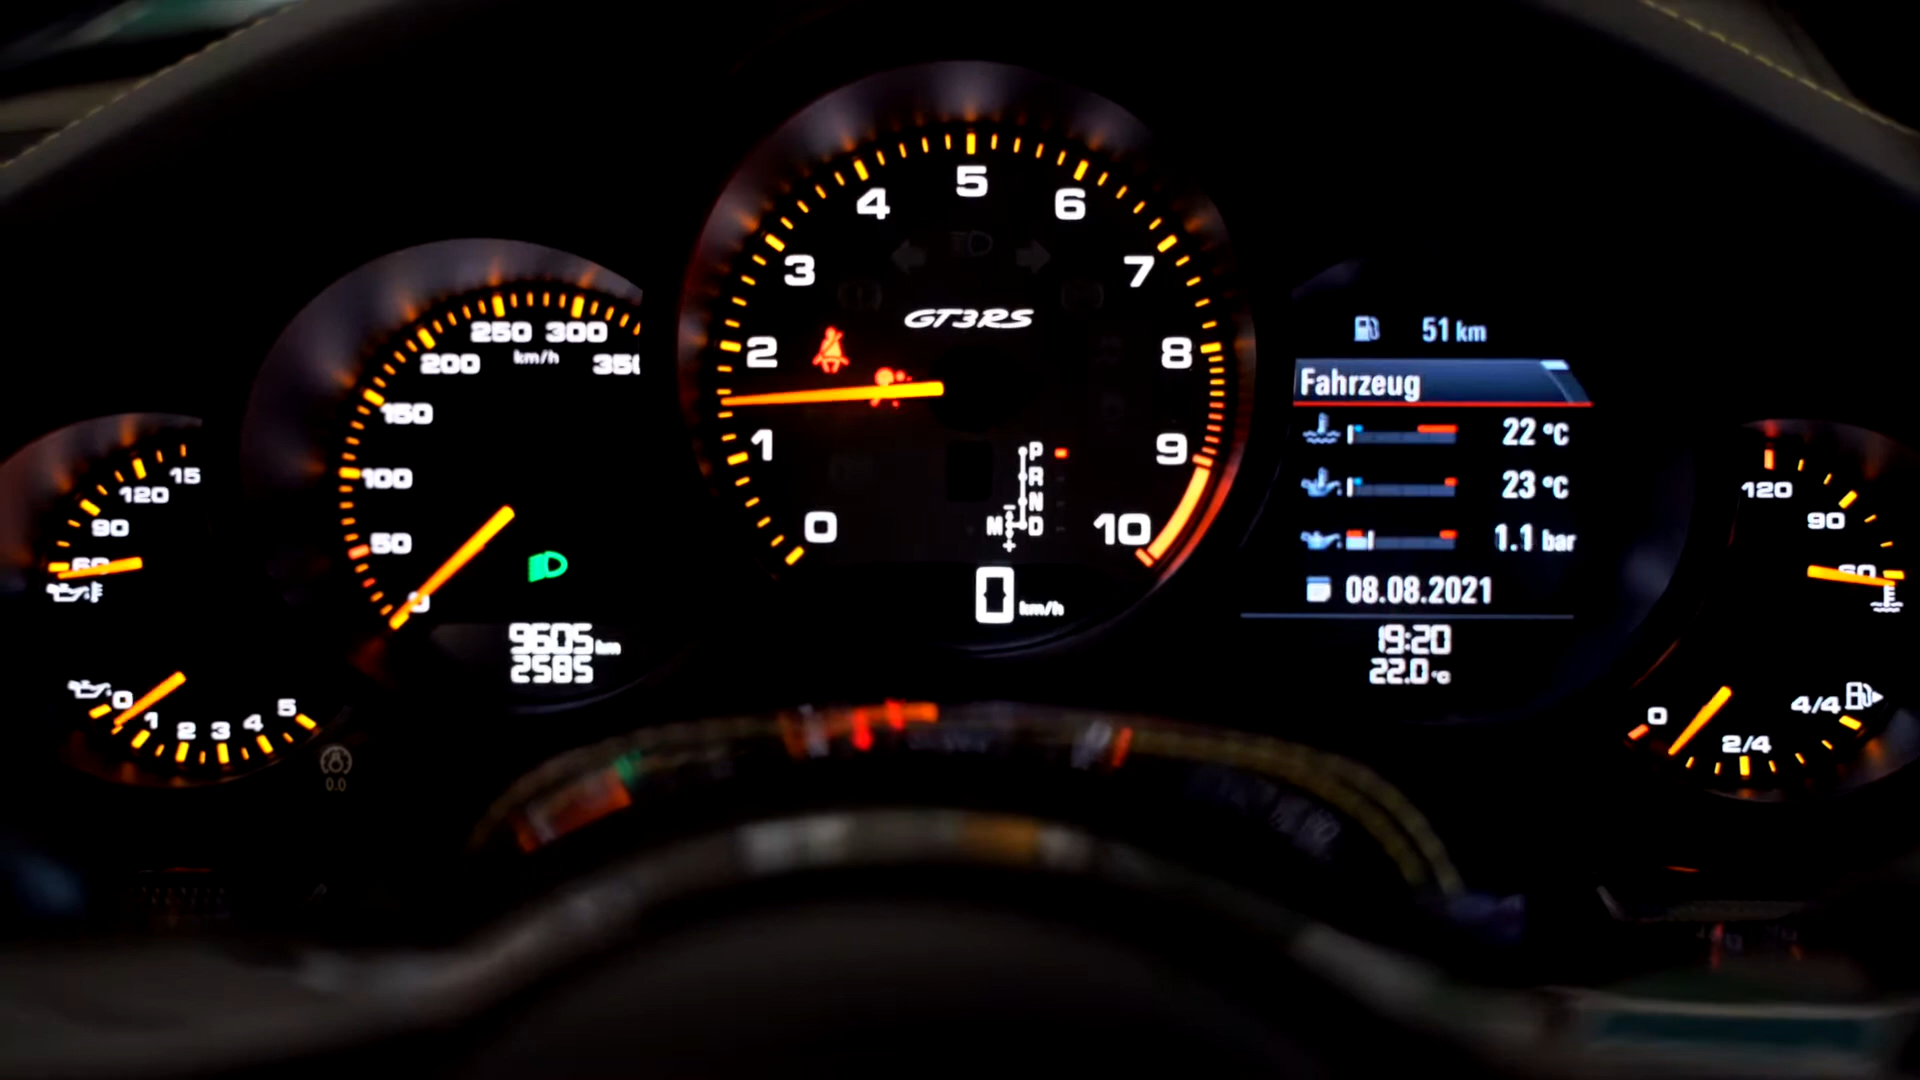 15
120
90
60
0
1
2
3
4
5
0.0
250 300
km/h
200
150
100
50
0
9605 km
2585
5
4
6
3
7
GT3RS
2
8
1
9
0
10
P
R
N
M D
+
0 km/h
51 km
Fahrzeug
22 °C
23 °C
1.1 bar
08.08.2021
19:20
22.0 °C
120
90
60
0
2/4
4/4